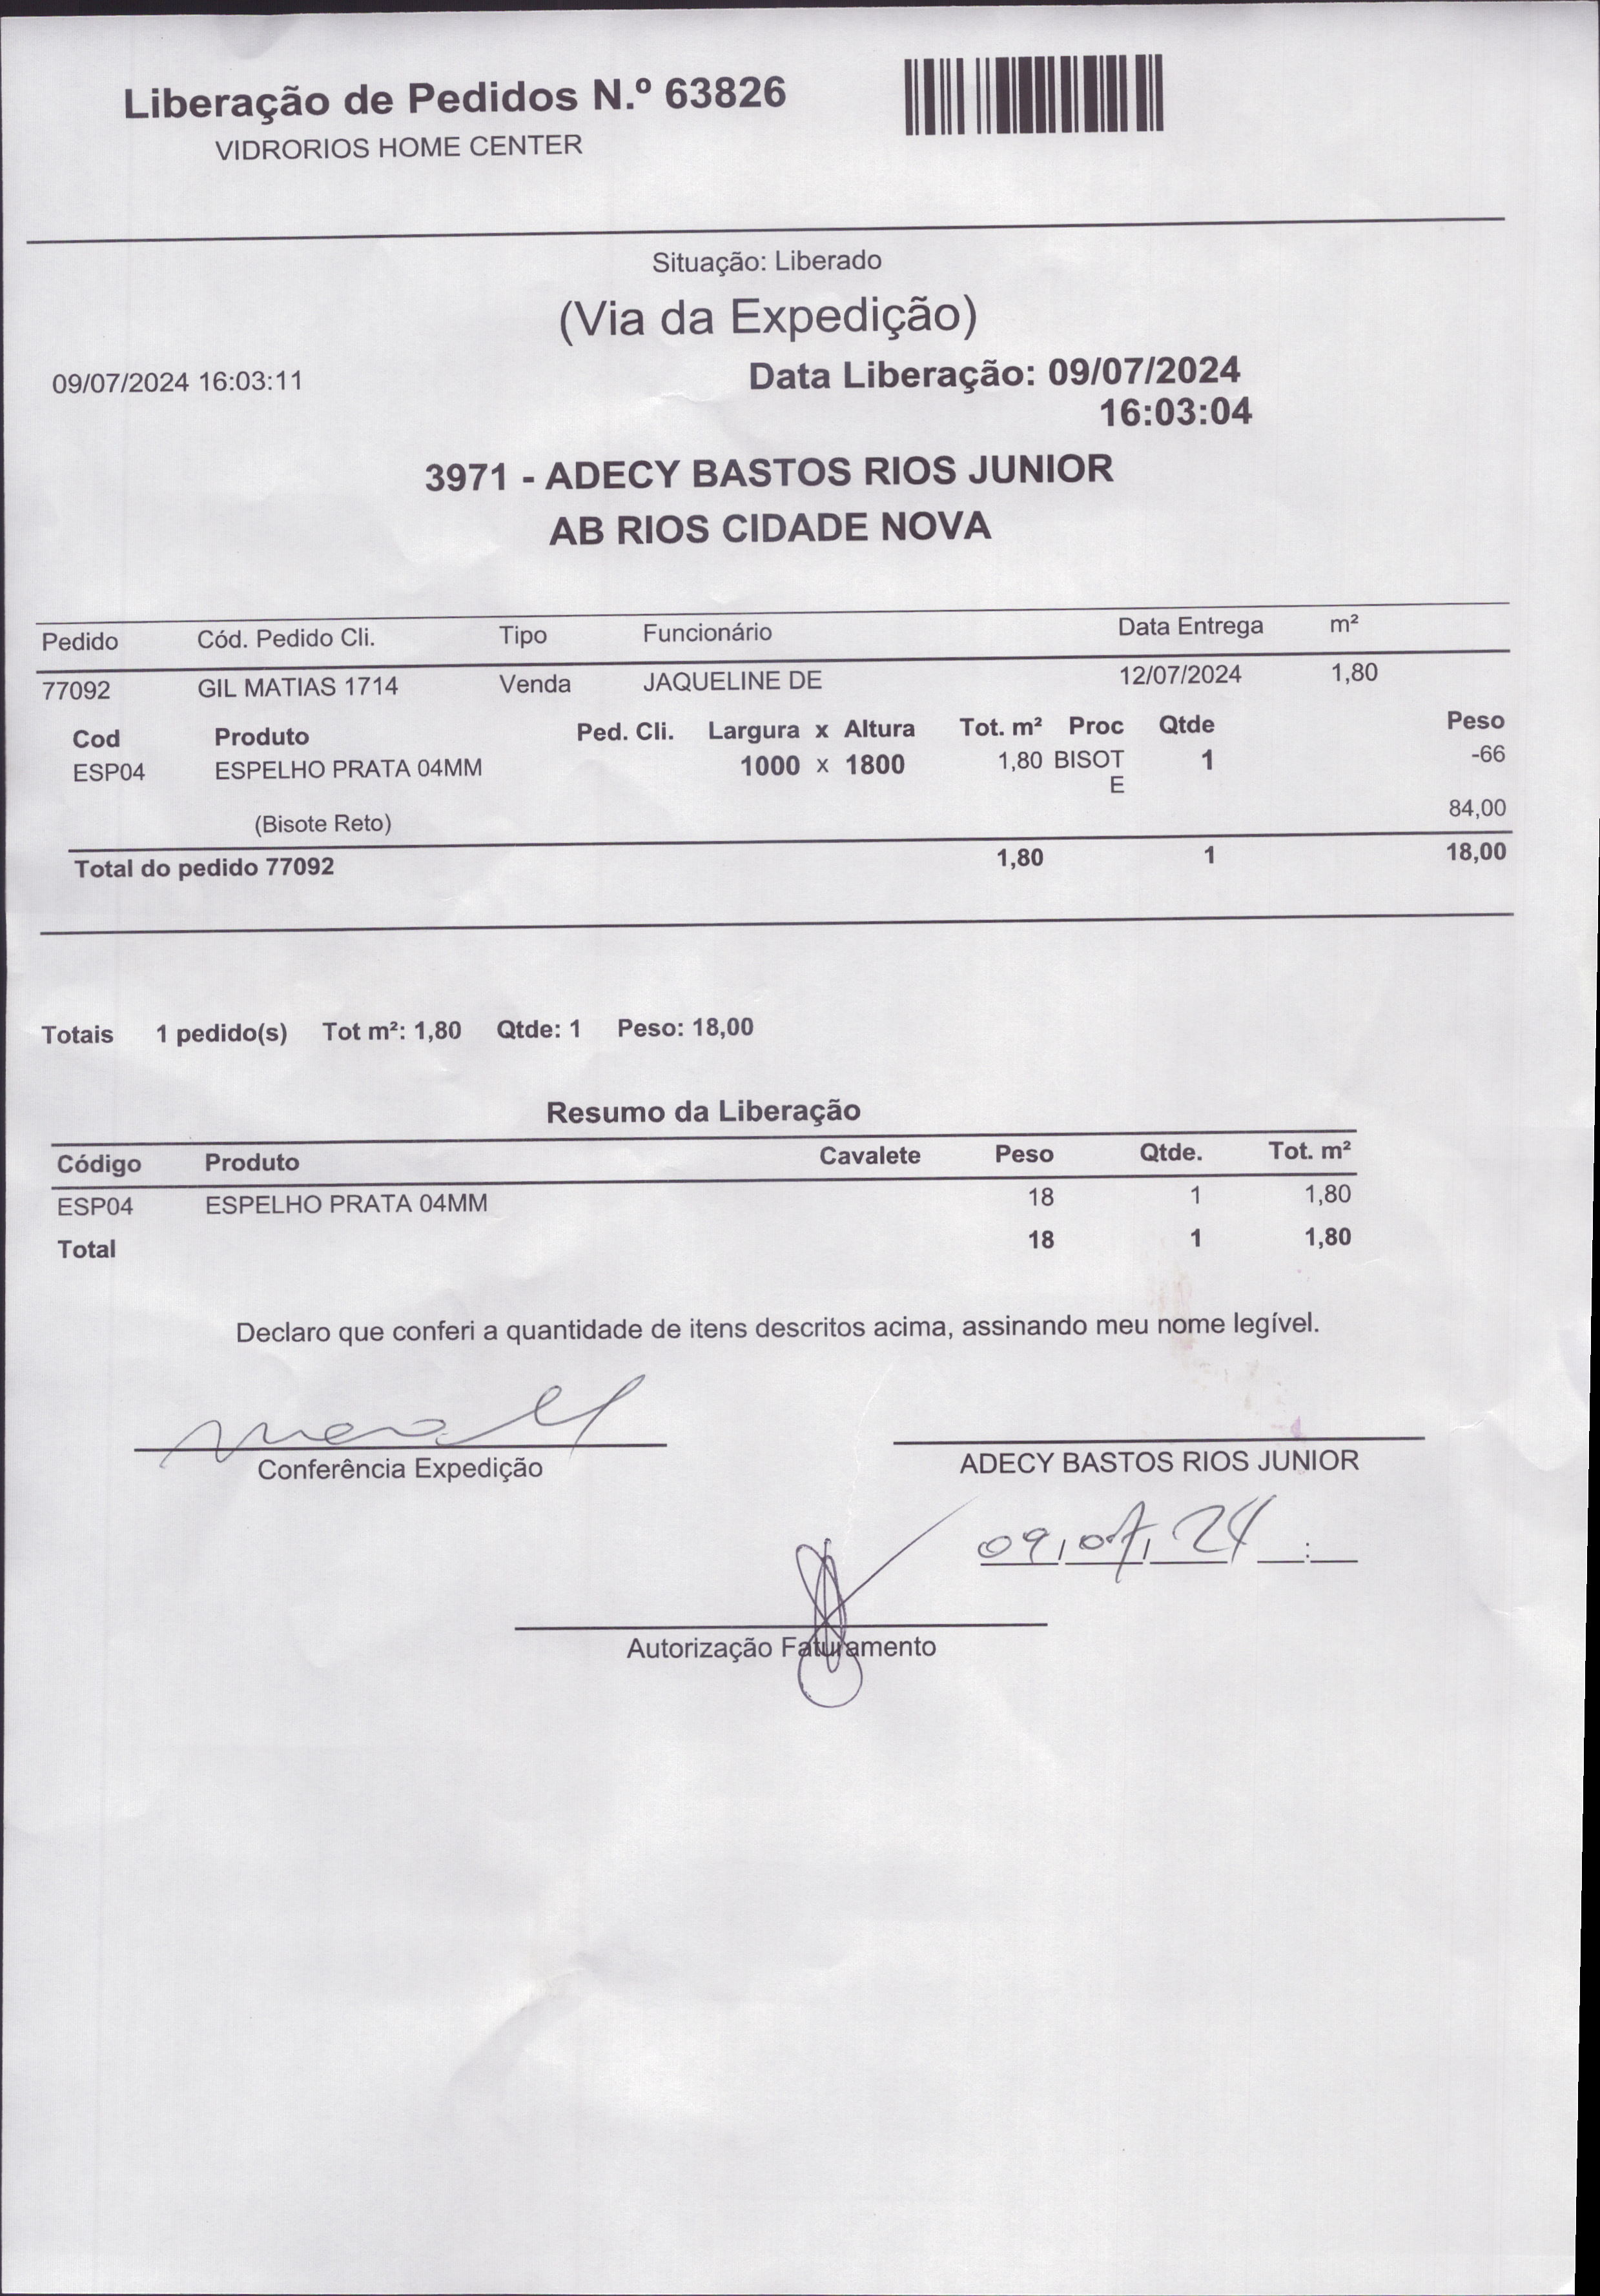 Liberação de Pedidos N.º 63826
VIDRORIOS HOME CENTER
Situação: Liberado
(Via da Expedição)
09/07/2024 16:03:11
Data Liberação: 09/07/2024
16:03:04
3971 - ADECY BASTOS RIOS JUNIOR
AB RIOS CIDADE NOVA
Pedido Cód. Pedido Cli. Tipo Funcionário Data Entrega m²
77092 GIL MATIAS 1714 Venda JAQUELINE DE 12/07/2024 1,80
Cod Produto Ped. Cli. Largura x Altura Tot. m² Proc Qtde Peso
ESP04 ESPELHO PRATA 04MM 1000 x 1800 1,80 BISOT 1 -66
E
(Bisote Reto) 84,00
Total do pedido 77092 1,80 1 18,00
Totais 1 pedido(s) Tot m²: 1,80 Qtde: 1 Peso: 18,00
Resumo da Liberação
Código Produto Cavalete Peso Qtde. Tot. m²
ESP04 ESPELHO PRATA 04MM 18 1 1,80
Total 18 1 1,80
Declaro que conferi a quantidade de itens descritos acima, assinando meu nome legível.
Conferência Expedição
ADECY BASTOS RIOS JUNIOR
09/07/24 __:__
Autorização Faturamento